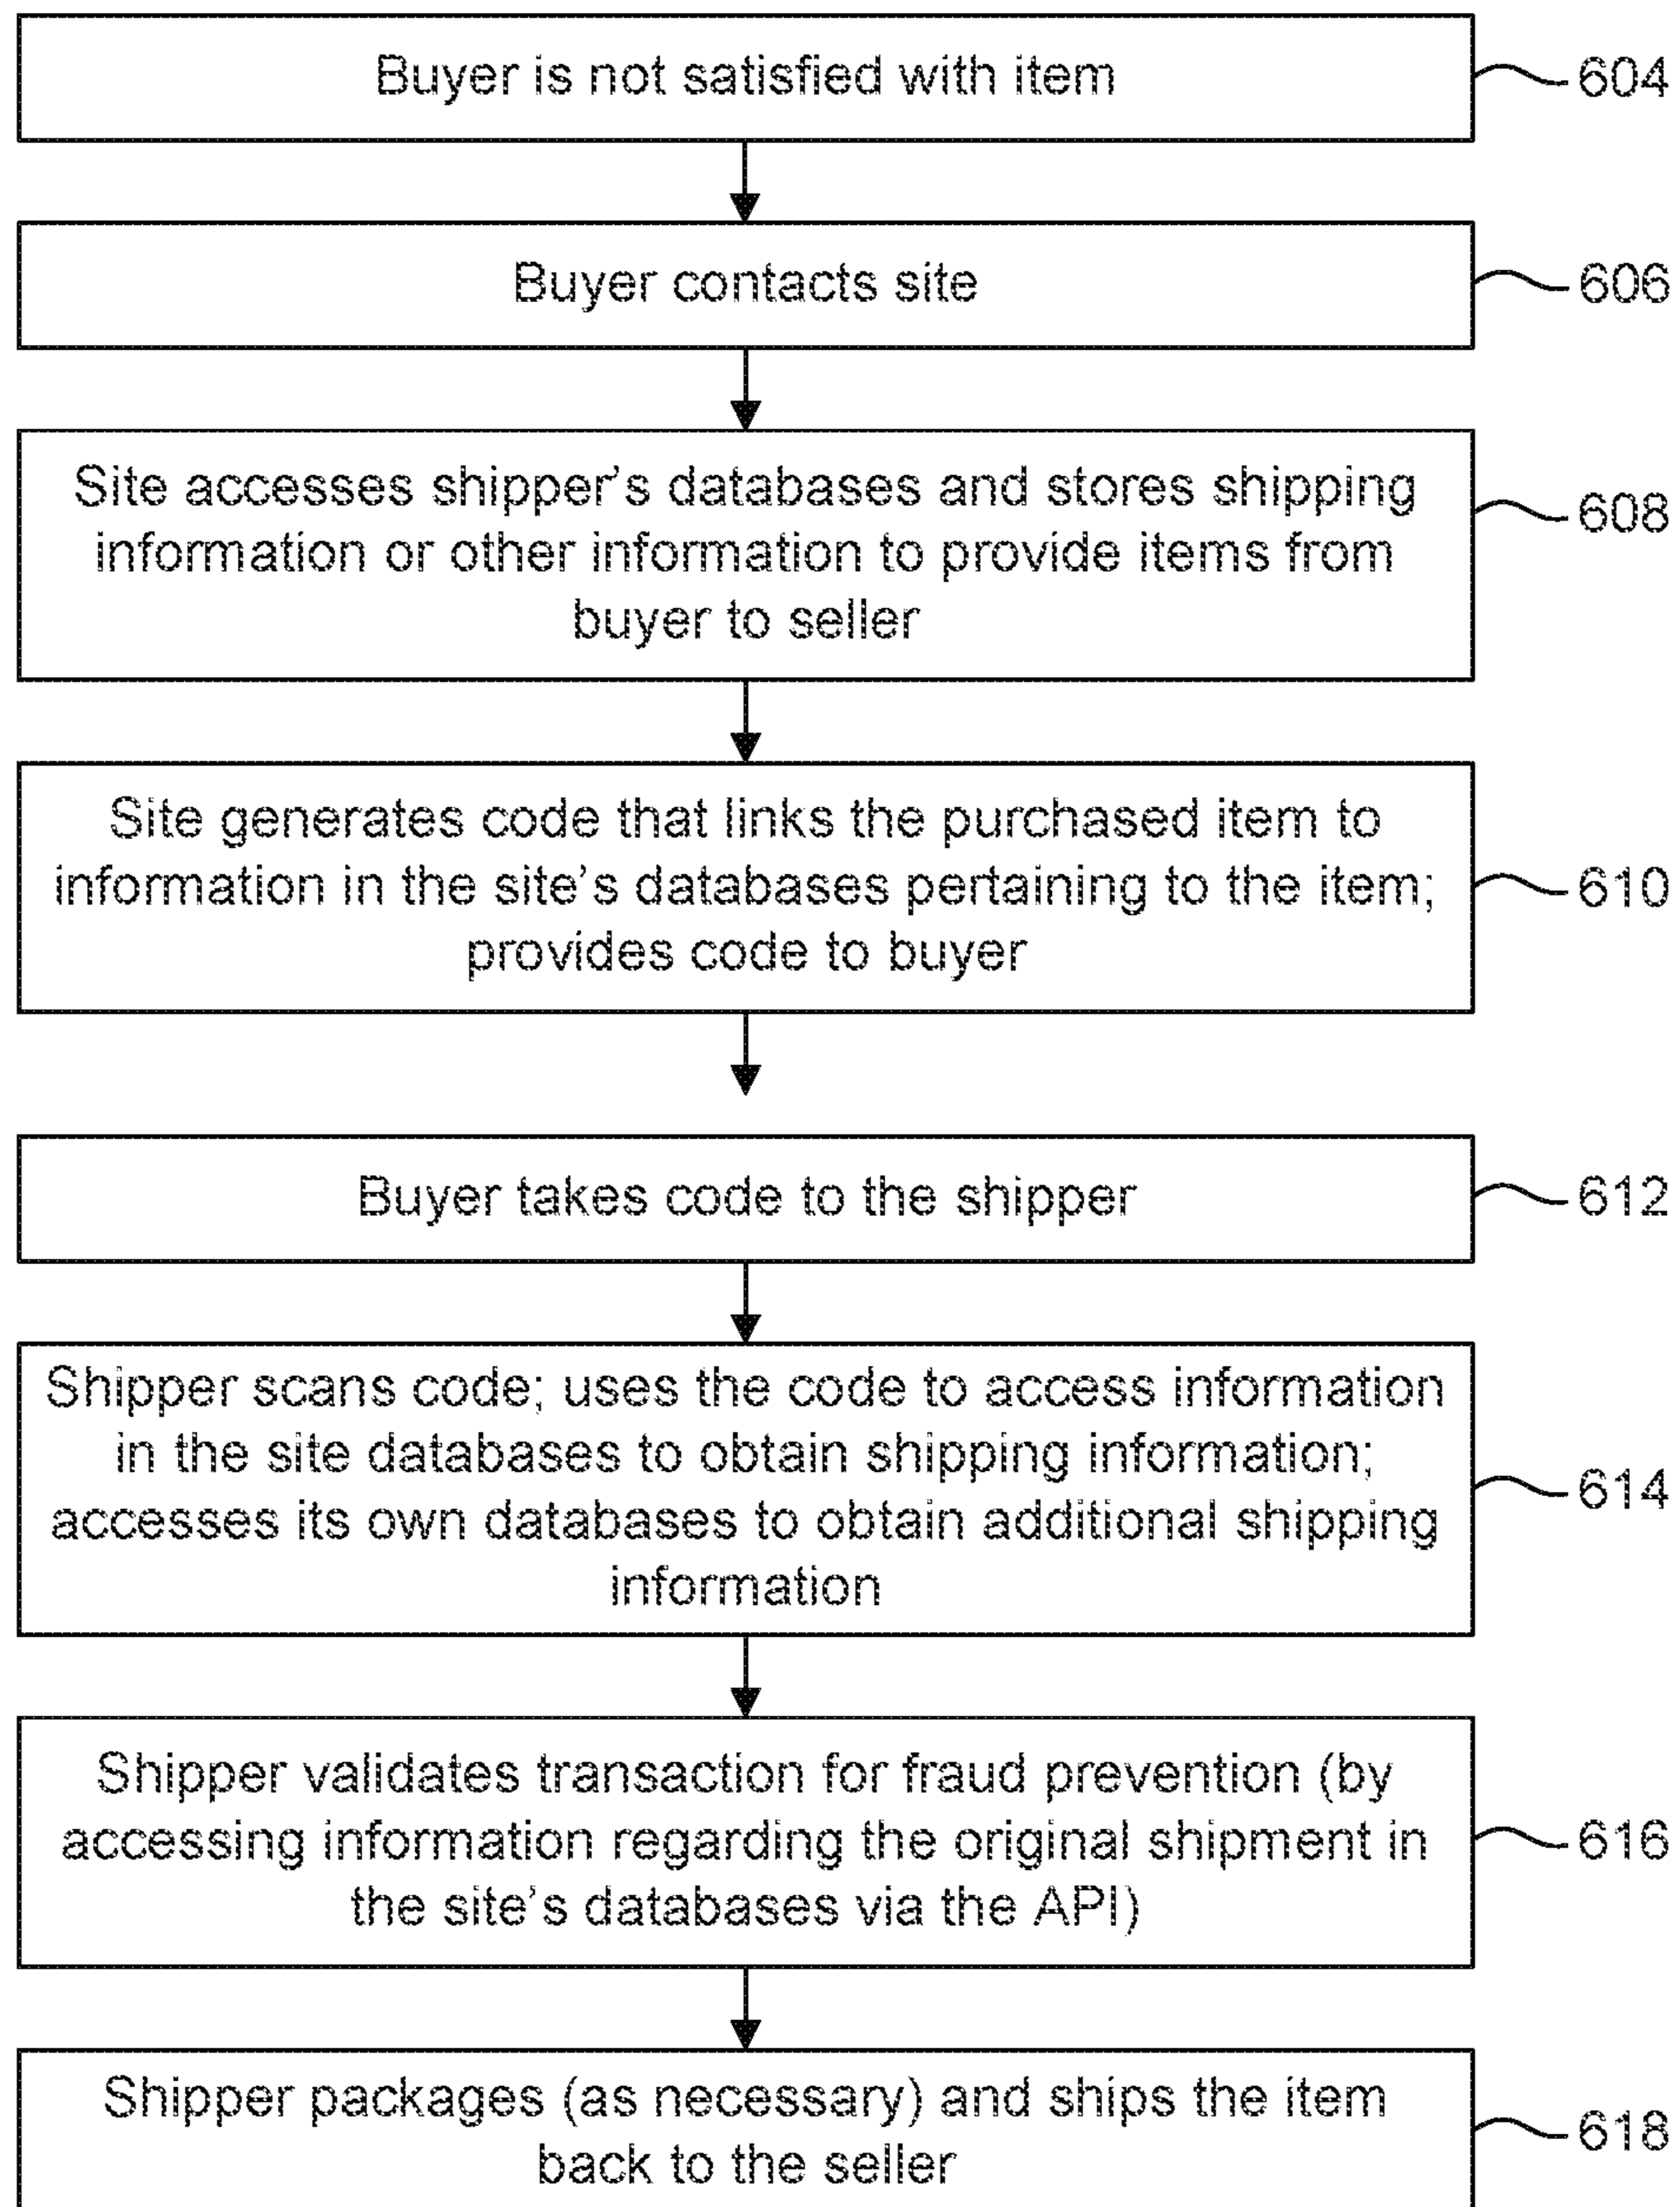 Buyer is not satisfied with item
604
Buyer contacts site
606
Site accesses shipper's databases and stores shipping
information or other information to provide items from
buyer to seller
608
Site generates code that links the purchased item to
information in the site's databases pertaining to the item;
provides code to buyer
610
Buyer takes code to the shipper
612
Shipper scans code; uses the code to access information
in the site databases to obtain shipping information;
accesses its own databases to obtain additional shipping
information
614
Shipper validates transaction for fraud prevention (by
accessing information regarding the original shipment in
the site's databases via the API)
616
Shipper packages (as necessary) and ships the item
back to the seller
618